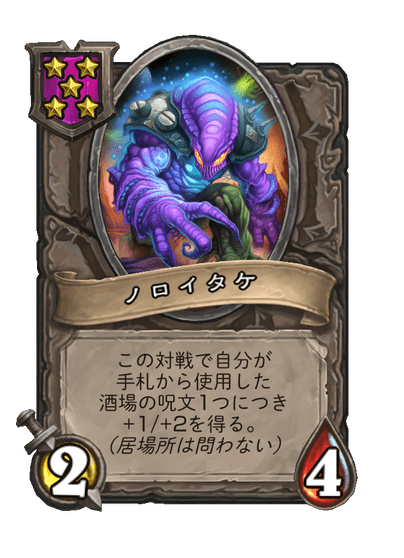 ノロイタケ
この対戦で自分が
手札から使用した
酒場の呪文1つにつき
+1/+2を得る。
(居場所は問わない)
2
4